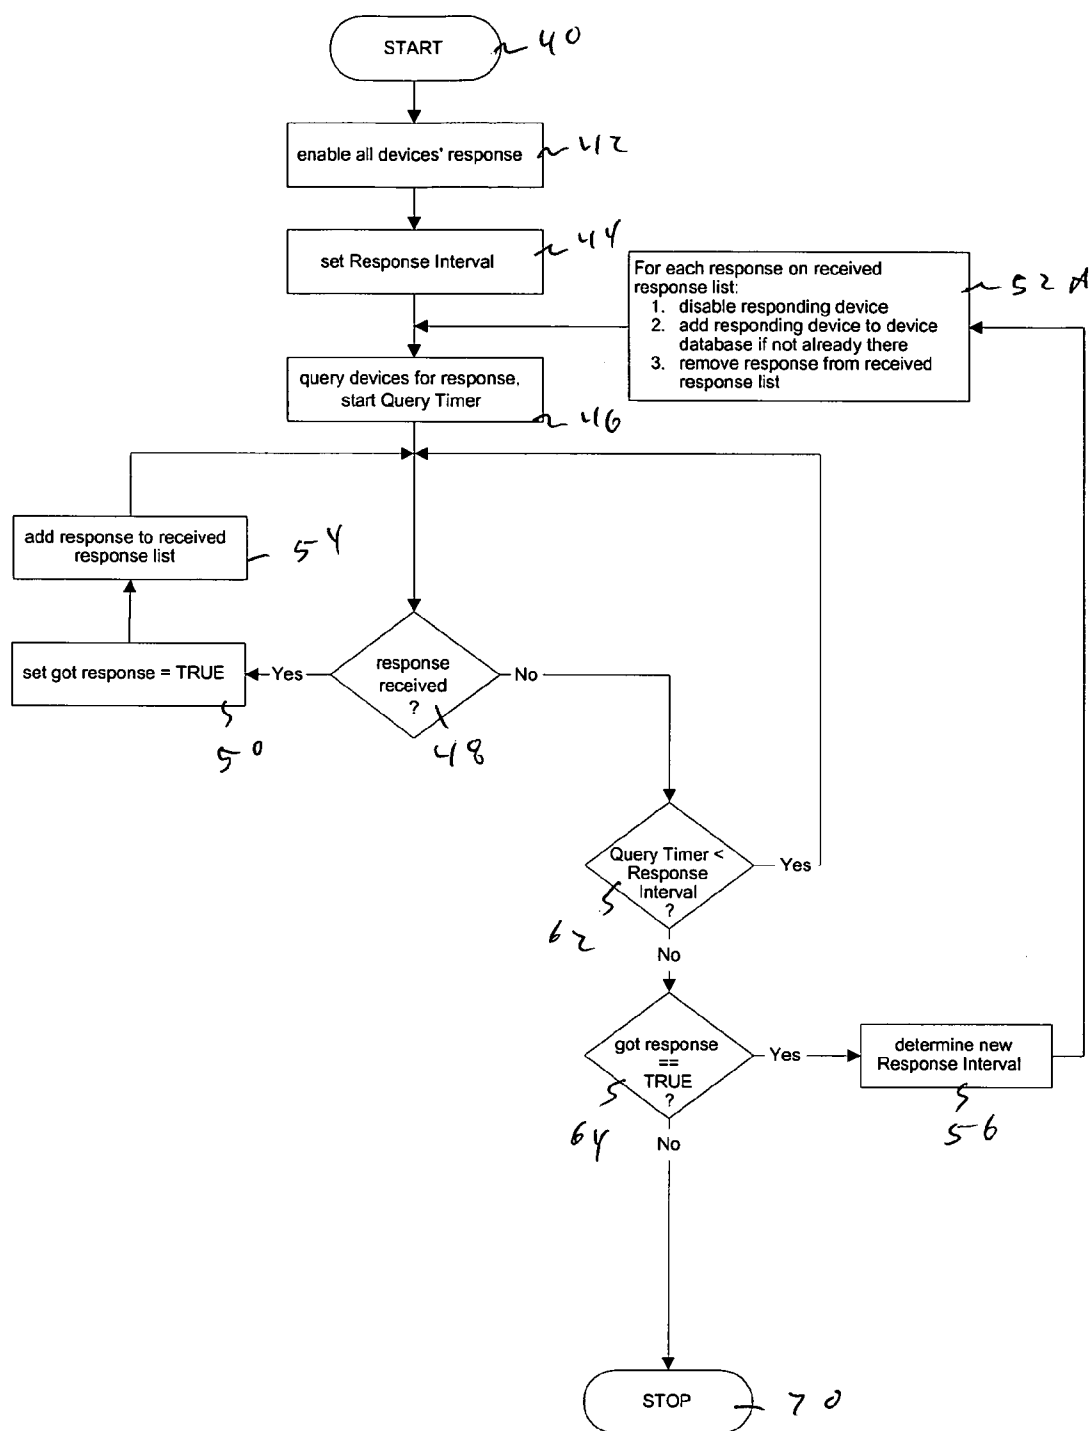 START
40
enable all devices' response
42
set Response Interval
44
For each response on received
response list:
1. disable responding device
2. add responding device to device
database if not already there
3. remove response from received
response list
52A
query devices for response,
start Query Timer
46
add response to received
response list
54
set got response = TRUE
50
Yes
response
received
?
48
No
Query Timer <
Response
Interval
?
62
Yes
No
got response
==
TRUE
?
64
Yes
determine new
Response Interval
56
No
STOP
70